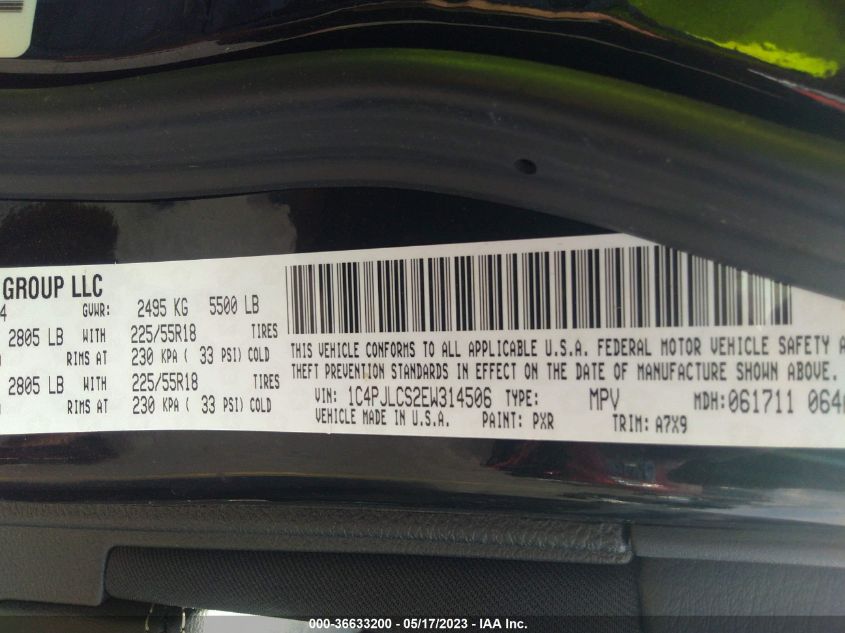 GROUP LLC
4 GVWR: 2495 KG 5500 LB
2805 LB WITH 225/55R18 TIRES
RIMS AT 230 KPA ( 33 PSI) COLD
2805 LB WITH 225/55R18 TIRES
RIMS AT 230 KPA ( 33 PSI) COLD
THIS VEHICLE CONFORMS TO ALL APPLICABLE U.S.A. FEDERAL MOTOR VEHICLE SAFETY A
THEFT PREVENTION STANDARDS IN EFFECT ON THE DATE OF MANUFACTURE SHOWN ABOVE.
VIN: 1C4PJLCS2EW314506 TYPE: MPV MDH: 061711 064
VEHICLE MADE IN U.S.A. PAINT: PXR TRIM: A7X9
000-36633200 - 05/17/2023 - IAA Inc.